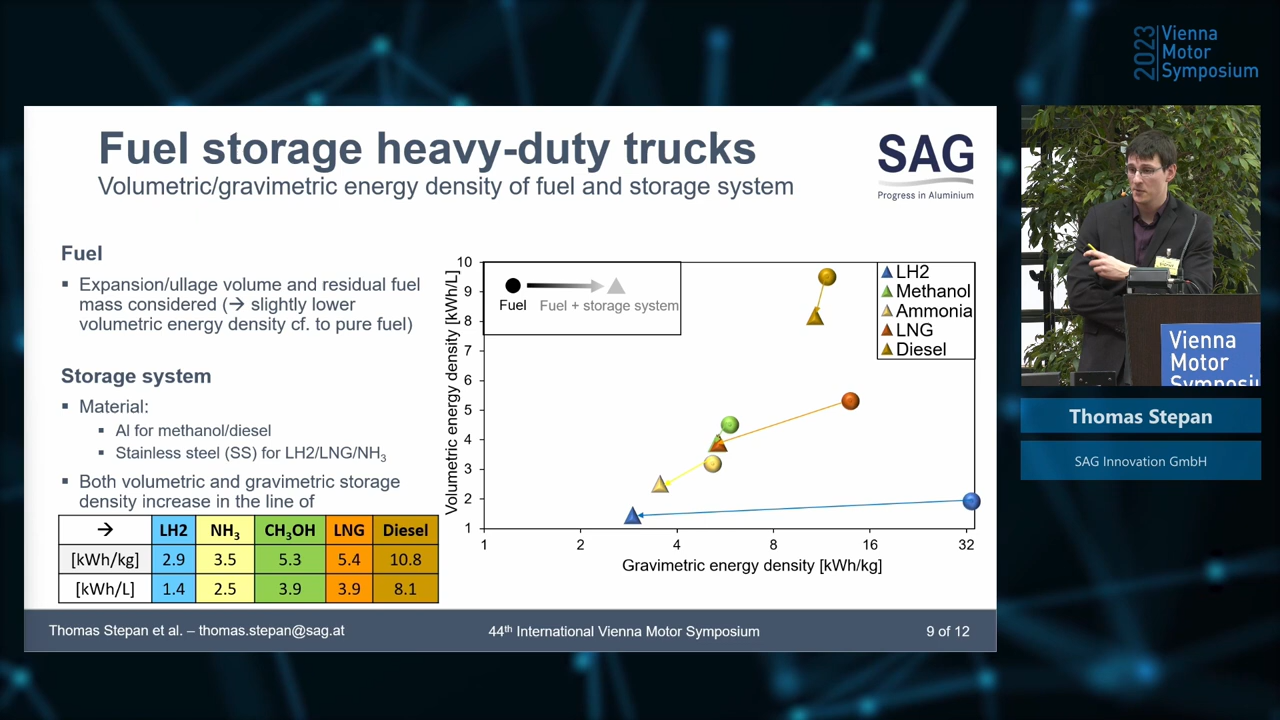 2023
Vienna
Motor
Symposium
Fuel storage heavy-duty trucks
Volumetric/gravimetric energy density of fuel and storage system
SAG
Progress in Aluminium
Fuel
▪ Expansion/ullage volume and residual fuel
mass considered (→ slightly lower
volumetric energy density cf. to pure fuel)
Storage system
▪ Material:
▪ Al for methanol/diesel
▪ Stainless steel (SS) for LH2/LNG/NH₃
▪ Both volumetric and gravimetric storage
density increase in the line of
→ LH2 NH₃ CH₃OH LNG Diesel
[kWh/kg] 2.9 3.5 5.3 5.4 10.8
[kWh/L] 1.4 2.5 3.9 3.9 8.1
Volumetric energy density [kWh/L]
10
9
8
7
6
5
4
3
2
1
Fuel Fuel + storage system
LH2
Methanol
Ammonia
LNG
Diesel
1 2 4 8 16 32
Gravimetric energy density [kWh/kg]
Thomas Stepan et al. – thomas.stepan@sag.at 44th International Vienna Motor Symposium 9 of 12
Vienna
Motor
Thomas Stepan
SAG Innovation GmbH